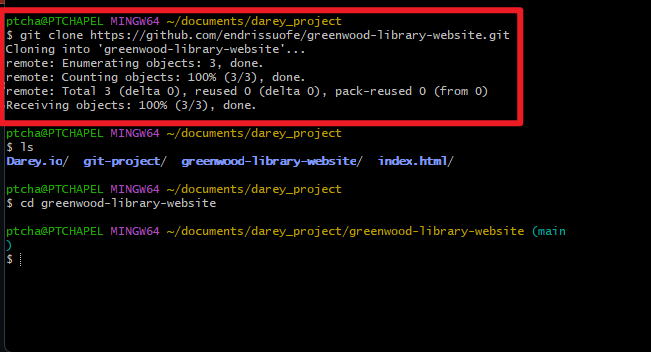 ptcha@PTCHAPEL MINGW64 ~/documents/darey_project
$ git clone https://github.com/endrissuofe/greenwood-library-website.git
Cloning into 'greenwood-library-website'...
remote: Enumerating objects: 3, done.
remote: Counting objects: 100% (3/3), done.
remote: Total 3 (delta 0), reused 0 (delta 0), pack-reused 0 (from 0)
Receiving objects: 100% (3/3), done.
ptcha@PTCHAPEL MINGW64 ~/documents/darey_project
$ ls
Darey.io/  git-project/  greenwood-library-website/  index.html/
ptcha@PTCHAPEL MINGW64 ~/documents/darey_project
$ cd greenwood-library-website
ptcha@PTCHAPEL MINGW64 ~/documents/darey_project/greenwood-library-website (main
)
$